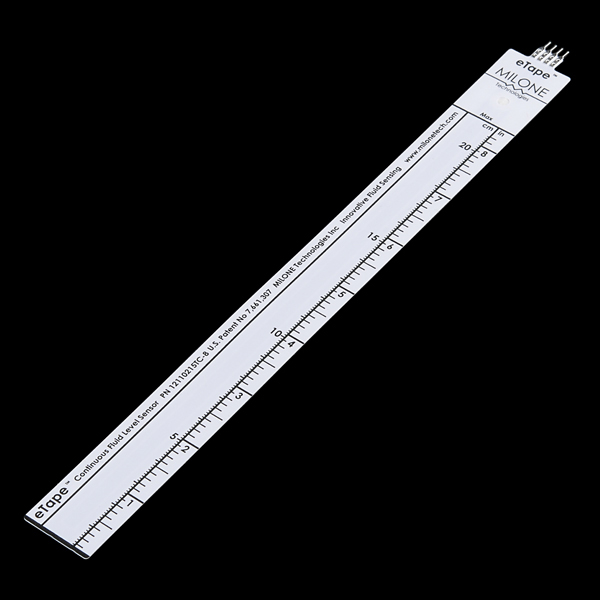 eTape™
MILONE
technologies
Max
cm in
20 8
7
15 6
5
10 4
3
5 2
1
eTape™ Continuous Fluid Level Sensor PN 12110215TC-8 U.S. Patent No 7,661,307 MILONE Technologies Inc Innovative Fluid Sensing www.milonetech.com